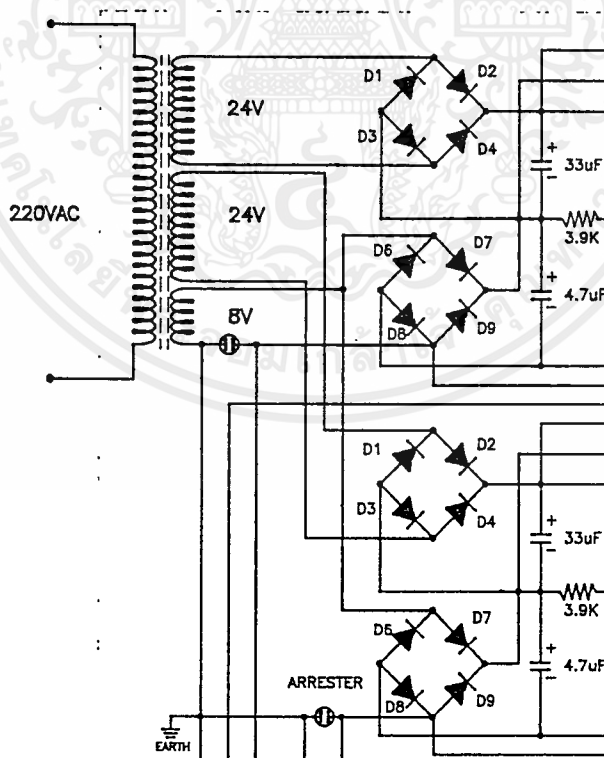 D1
D2
24V
D3
D4
+
33uF
−
220VAC
24V
3.9K
D6
D7
+
4.7uF
−
8V
D8
D9
D1
D2
D3
D4
+
33uF
−
3.9K
D6
D7
+
4.7uF
−
ARRESTER
D8
D9
EARTH